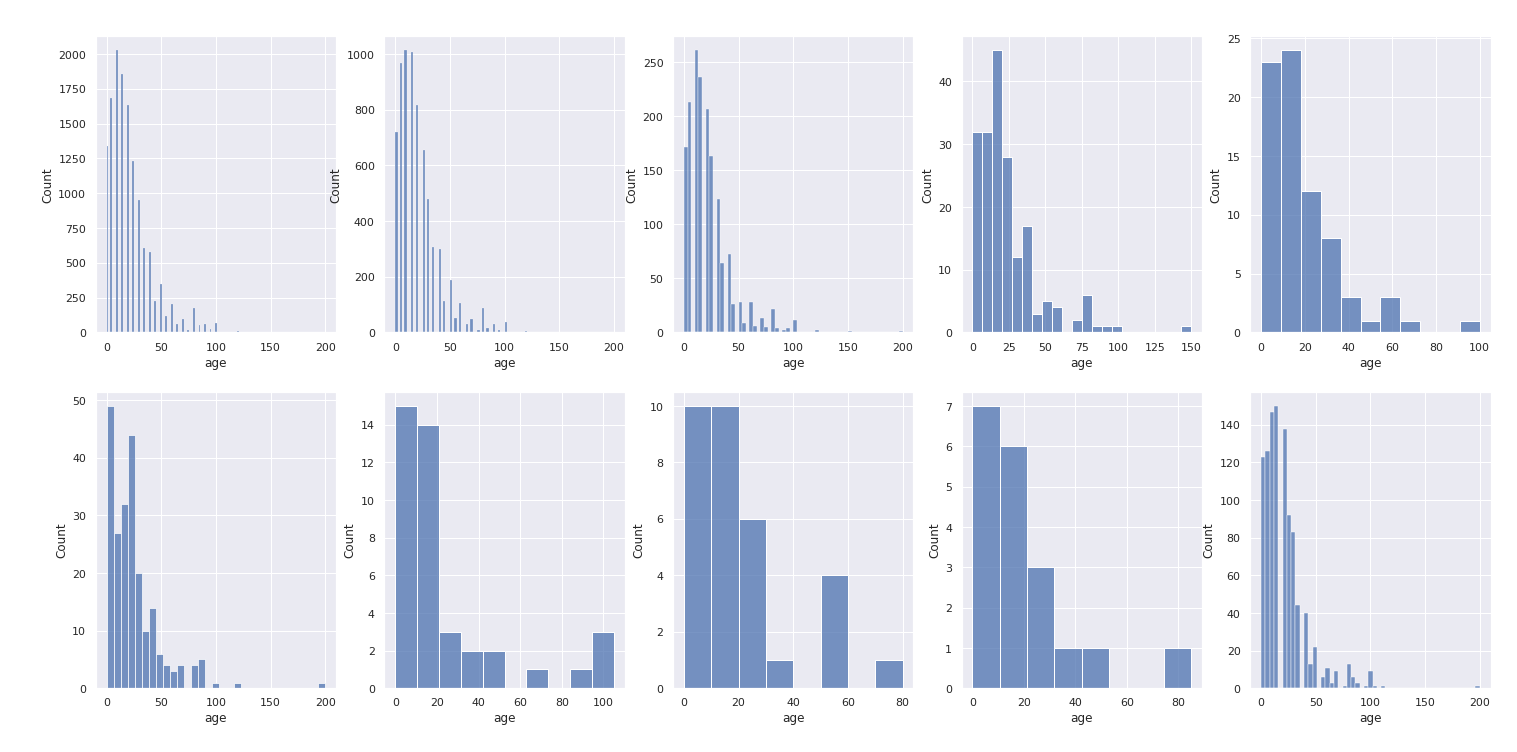 2000
1750
1500
1250
1000
750
500
250
0
Count
0 50 100 150 200
age
1000
800
600
400
200
0
Count
0 50 100 150 200
age
250
200
150
100
50
0
Count
0 50 100 150 200
age
40
30
20
10
0
Count
0 25 50 75 100 125 150
age
25
20
15
10
5
0
Count
0 20 40 60 80 100
age
50
40
30
20
10
0
Count
0 50 100 150 200
age
14
12
10
8
6
4
2
0
Count
0 20 40 60 80 100
age
10
8
6
4
2
0
Count
0 20 40 60 80
age
7
6
5
4
3
2
1
0
Count
0 20 40 60 80
age
140
120
100
80
60
40
20
0
Count
0 50 100 150 200
age